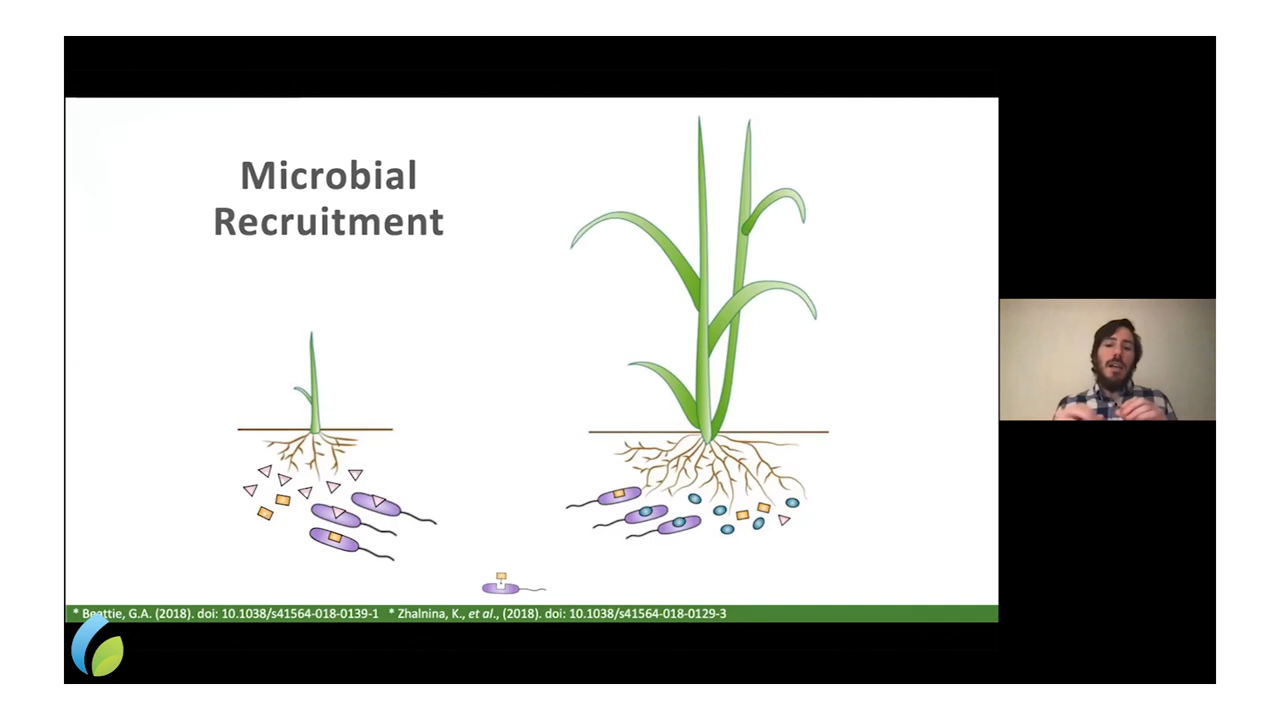 Microbial
Recruitment
* Beattie, G.A. (2018). doi: 10.1038/s41564-018-0139-1 * Zhalnina, K., et al., (2018). doi: 10.1038/s41564-018-0129-3